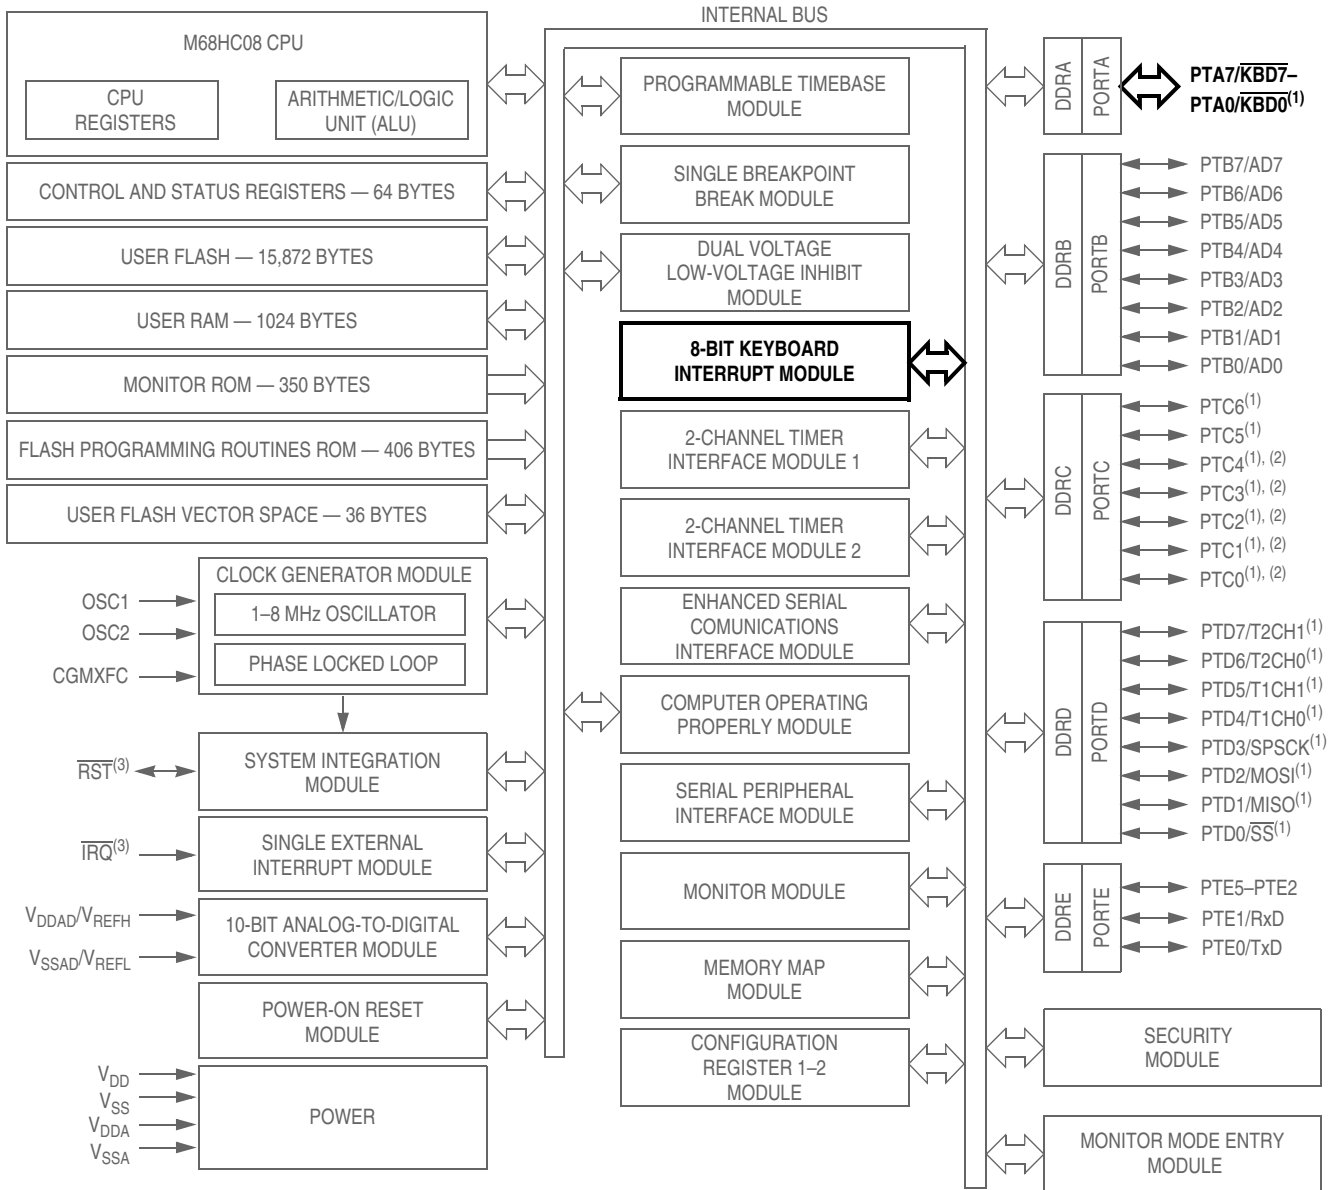 INTERNAL BUS
M68HC08 CPU
CPU
REGISTERS
ARITHMETIC/LOGIC
UNIT (ALU)
CONTROL AND STATUS REGISTERS — 64 BYTES
USER FLASH — 15,872 BYTES
USER RAM — 1024 BYTES
MONITOR ROM — 350 BYTES
FLASH PROGRAMMING ROUTINES ROM — 406 BYTES
USER FLASH VECTOR SPACE — 36 BYTES
CLOCK GENERATOR MODULE
1–8 MHz OSCILLATOR
PHASE LOCKED LOOP
OSC1
OSC2
CGMXFC
SYSTEM INTEGRATION
MODULE
RST(3)
SINGLE EXTERNAL
INTERRUPT MODULE
IRQ(3)
10-BIT ANALOG-TO-DIGITAL
CONVERTER MODULE
VDDAD/VREFH
VSSAD/VREFL
POWER-ON RESET
MODULE
POWER
VDD
VSS
VDDA
VSSA
PROGRAMMABLE TIMEBASE
MODULE
SINGLE BREAKPOINT
BREAK MODULE
DUAL VOLTAGE
LOW-VOLTAGE INHIBIT
MODULE
8-BIT KEYBOARD
INTERRUPT MODULE
2-CHANNEL TIMER
INTERFACE MODULE 1
2-CHANNEL TIMER
INTERFACE MODULE 2
ENHANCED SERIAL
COMUNICATIONS
INTERFACE MODULE
COMPUTER OPERATING
PROPERLY MODULE
SERIAL PERIPHERAL
INTERFACE MODULE
MONITOR MODULE
MEMORY MAP
MODULE
CONFIGURATION
REGISTER 1–2
MODULE
DDRA
PORTA
PTA7/KBD7–
PTA0/KBD0(1)
DDRB
PORTB
PTB7/AD7
PTB6/AD6
PTB5/AD5
PTB4/AD4
PTB3/AD3
PTB2/AD2
PTB1/AD1
PTB0/AD0
DDRC
PORTC
PTC6(1)
PTC5(1)
PTC4(1), (2)
PTC3(1), (2)
PTC2(1), (2)
PTC1(1), (2)
PTC0(1), (2)
DDRD
PORTD
PTD7/T2CH1(1)
PTD6/T2CH0(1)
PTD5/T1CH1(1)
PTD4/T1CH0(1)
PTD3/SPSCK(1)
PTD2/MOSI(1)
PTD1/MISO(1)
PTD0/SS(1)
DDRE
PORTE
PTE5–PTE2
PTE1/RxD
PTE0/TxD
SECURITY
MODULE
MONITOR MODE ENTRY
MODULE